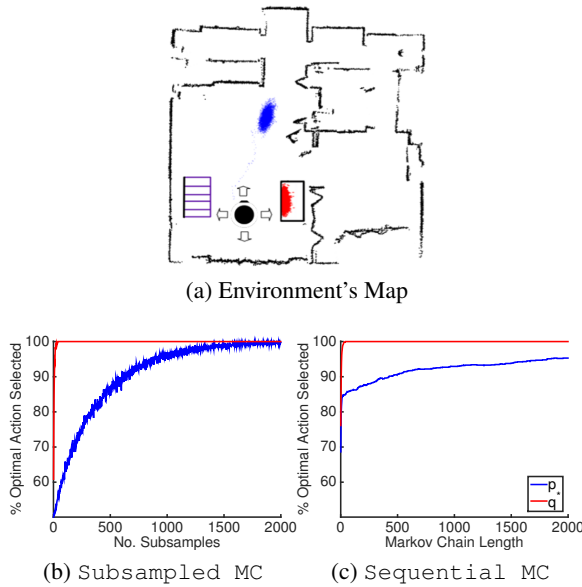 (a) Environment's Map
100
90
80
70
60
% Optimal Action Selected
0
500
1000
1500
2000
No. Subsamples
(b) Subsampled MC
100
90
80
70
60
% Optimal Action Selected
0
500
1000
1500
2000
Markov Chain Length
p
q*
(c) Sequential MC